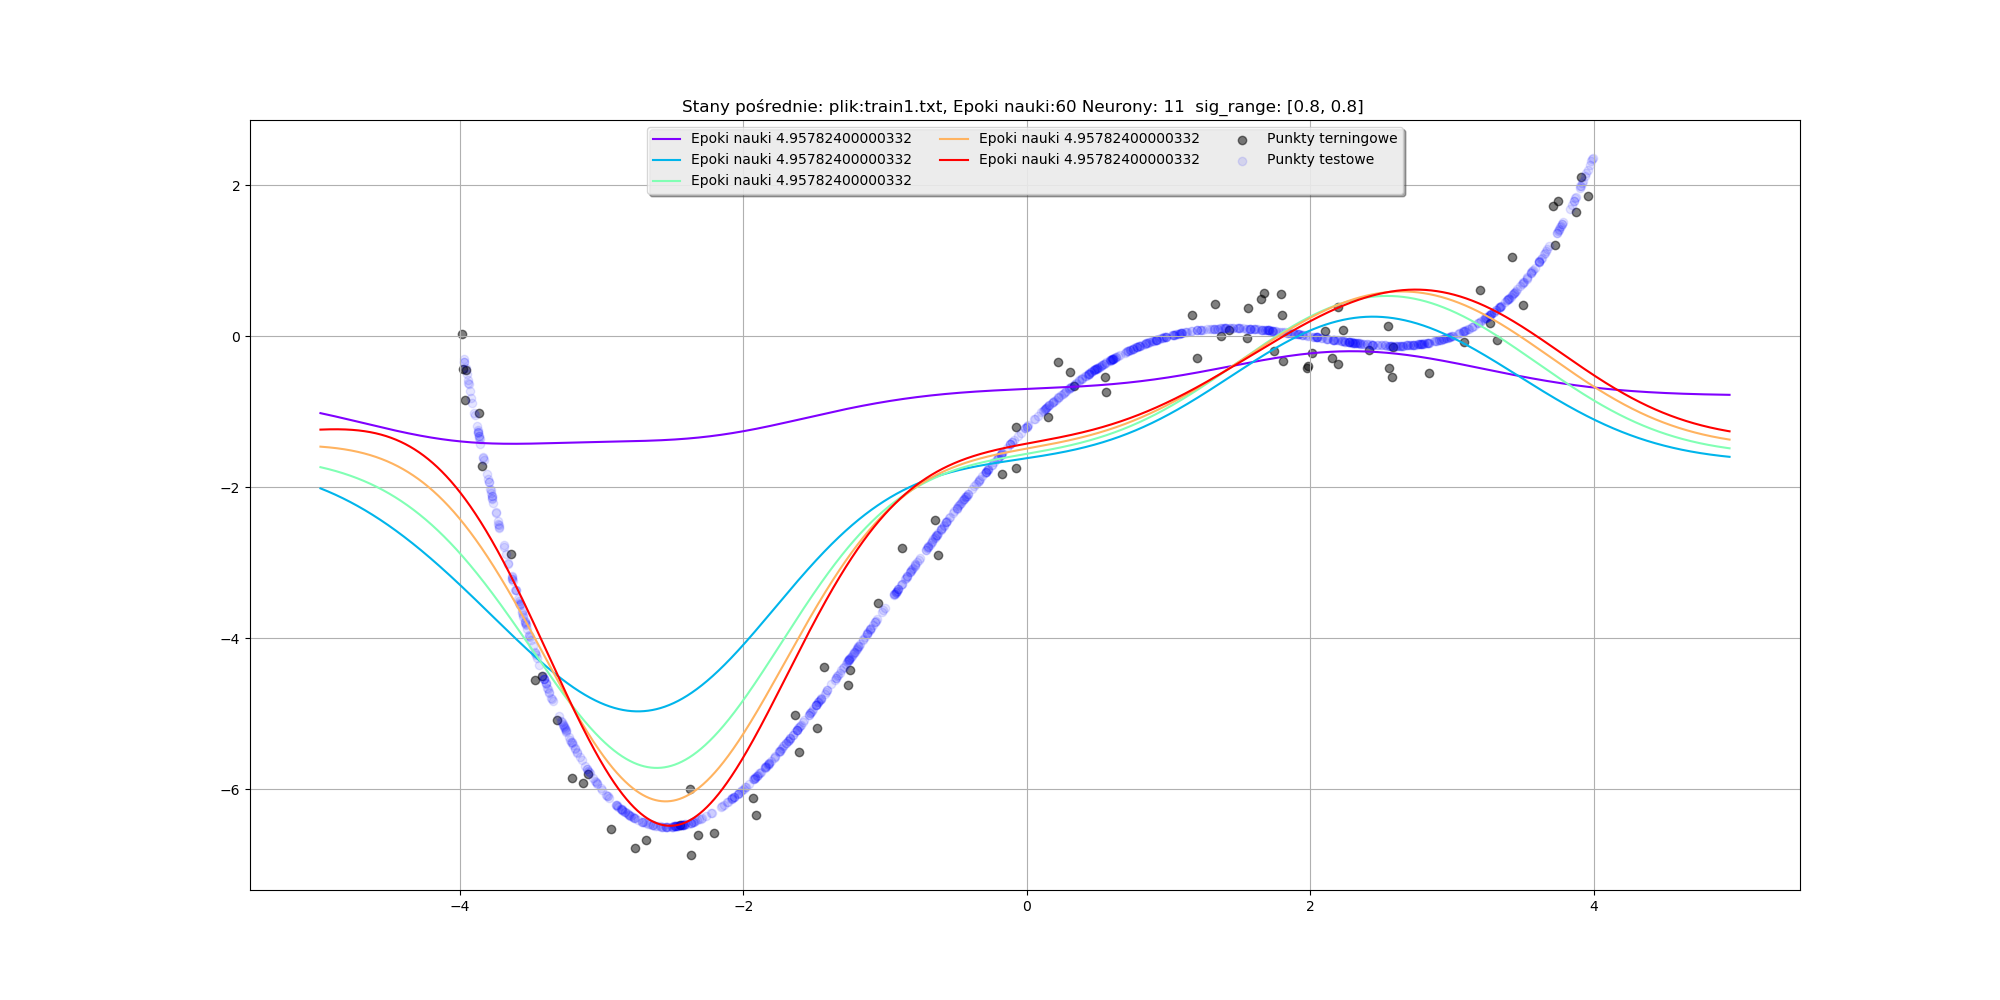 Stany pośrednie: plik:train1.txt, Epoki nauki:60 Neurony: 11  sig_range: [0.8, 0.8]
Epoki nauki 4.95782400000332
Epoki nauki 4.95782400000332
Epoki nauki 4.95782400000332
Epoki nauki 4.95782400000332
Epoki nauki 4.95782400000332
Punkty terningowe
Punkty testowe
2
0
−2
−4
−6
−4
−2
0
2
4